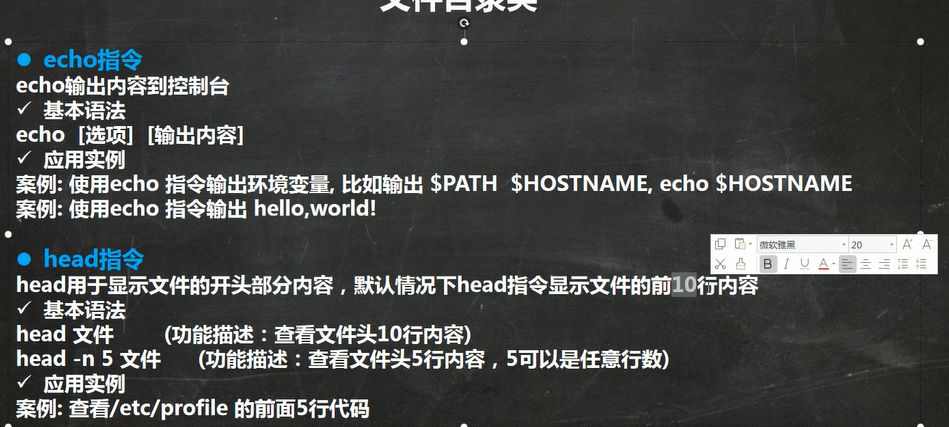 文件目录类
● echo指令
echo输出内容到控制台
✓ 基本语法
echo [选项] [输出内容]
✓ 应用实例
案例: 使用echo 指令输出环境变量, 比如输出 $PATH $HOSTNAME, echo $HOSTNAME
案例: 使用echo 指令输出 hello,world!
● head指令
微软雅黑 20 A A
B I U A
head用于显示文件的开头部分内容，默认情况下head指令显示文件的前10行内容
✓ 基本语法
head 文件 (功能描述：查看文件头10行内容)
head -n 5 文件 (功能描述：查看文件头5行内容，5可以是任意行数)
✓ 应用实例
案例: 查看/etc/profile 的前面5行代码